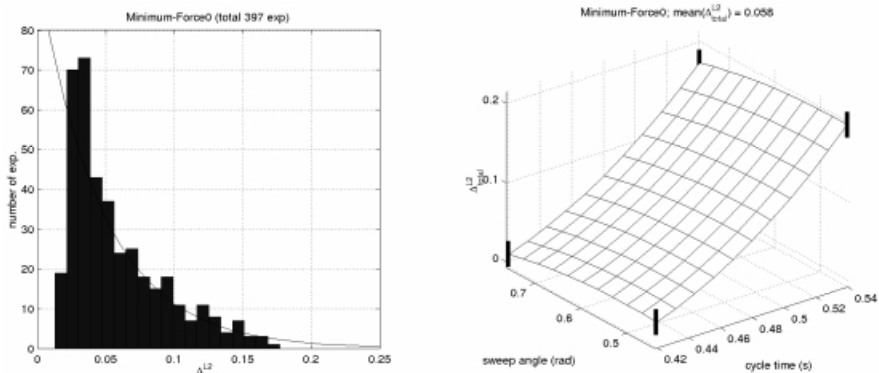 Minimum-Force0 (total 397 exp)
80
70
60
50
40
30
20
10
0
number of exp.
0 0.05 0.1 0.15 0.2 0.25
Δ^L2
Minimum-Force0; mean(Δ^L2_total) = 0.058
0.2
0.1
0
Δ^L2_total
0.7
0.6
0.5
sweep angle (rad)
0.42 0.44 0.46 0.48 0.5 0.52 0.54
cycle time (s)